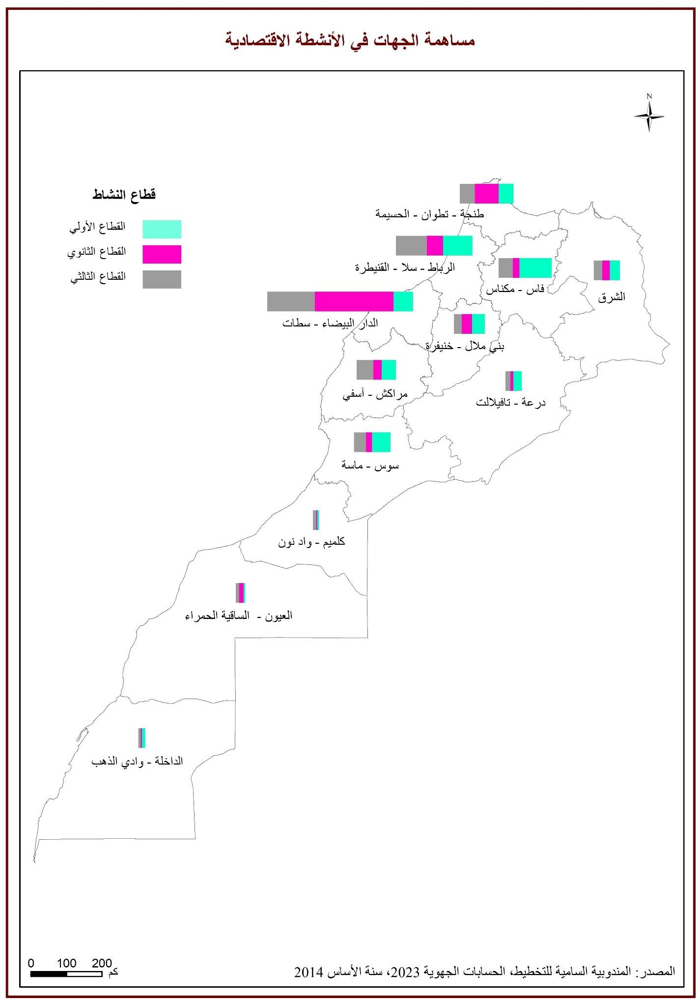 مساهمة الجهات في الأنشطة الاقتصادية
N
قطاع النشاط
القطاع الأولي
القطاع الثانوي
القطاع الثالثي
طنجة - تطوان - الحسيمة
الرباط - سلا - القنيطرة
فاس - مكناس
الشرق
الدار البيضاء - سطات
بني ملال - خنيفرة
مراكش - آسفي
درعة - تافيلالت
سوس - ماسة
كلميم - واد نون
العيون - الساقية الحمراء
الداخلة - وادي الذهب
0 100 200
كم
المصدر: المندوبية السامية للتخطيط، الحسابات الجهوية 2023، سنة الأساس 2014